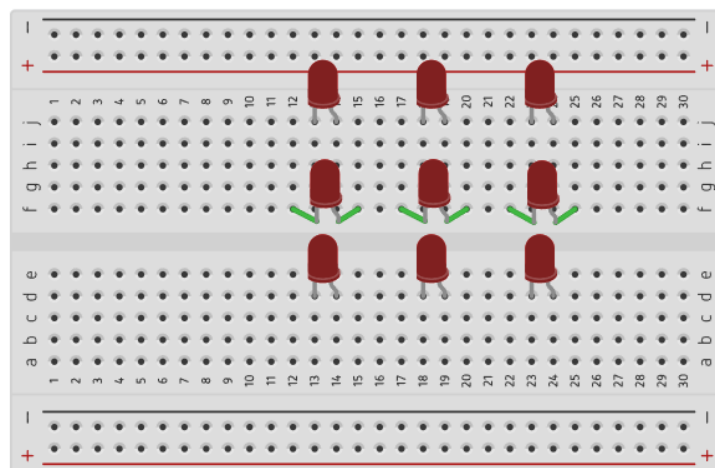 − −
+ +
1 2 3 4 5 6 7 8 9 10 11 12 15 16 17 20 21 22 25 26 27 28 29 30
j j
i i
h h
g g
f f
e e
d d
c c
b b
a a
1 2 3 4 5 6 7 8 9 10 11 12 13 14 15 16 17 18 19 20 21 22 23 24 25 26 27 28 29 30
− −
+ +